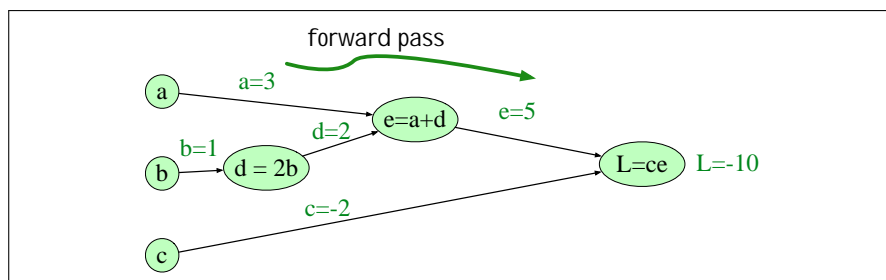 forward pass
a=3
a
e=a+d
e=5
d=2
b=1
b
d = 2b
L=ce
L=-10
c=-2
c